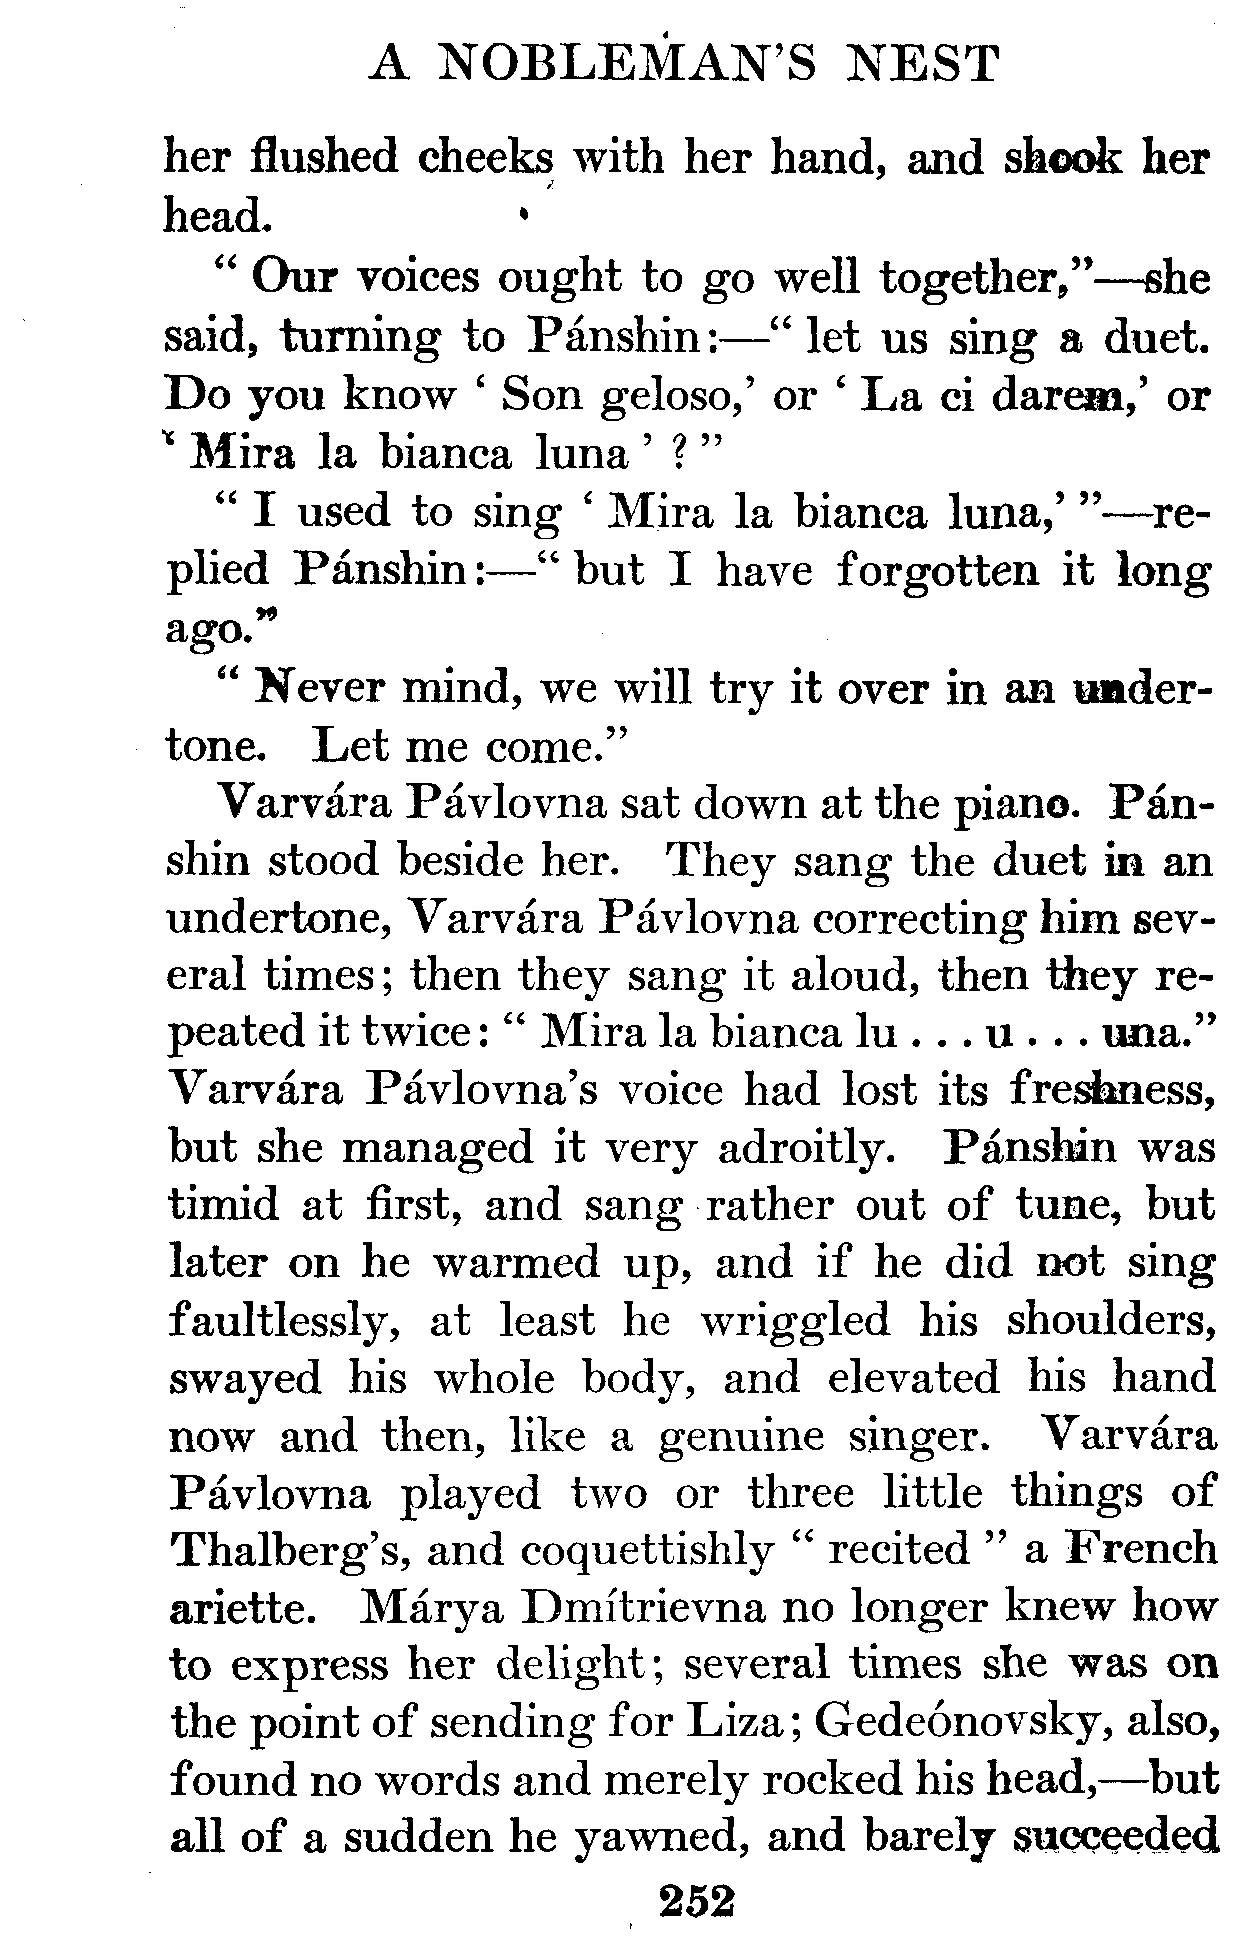 A NOBLEMAN'S NEST
her flushed cheeks with her hand, and shook her
head.
" Our voices ought to go well together,"—she
said, turning to Pánshin:—" let us sing a duet.
Do you know ' Son geloso,' or ' La ci darem,' or
' Mira la bianca luna ' ? "
" I used to sing ' Mira la bianca luna,' "—re-
plied Pánshin:—" but I have forgotten it long
ago."
" Never mind, we will try it over in an under-
tone. Let me come."
Varvára Pávlovna sat down at the piano. Pán-
shin stood beside her. They sang the duet in an
undertone, Varvára Pávlovna correcting him sev-
eral times; then they sang it aloud, then they re-
peated it twice: " Mira la bianca lu . . . u . . . una."
Varvára Pávlovna's voice had lost its freshness,
but she managed it very adroitly. Pánshin was
timid at first, and sang rather out of tune, but
later on he warmed up, and if he did not sing
faultlessly, at least he wriggled his shoulders,
swayed his whole body, and elevated his hand
now and then, like a genuine singer. Varvára
Pávlovna played two or three little things of
Thalberg's, and coquettishly " recited " a French
ariette. Márya Dmítrievna no longer knew how
to express her delight; several times she was on
the point of sending for Liza; Gedeónovsky, also,
found no words and merely rocked his head,—but
all of a sudden he yawned, and barely succeeded
252